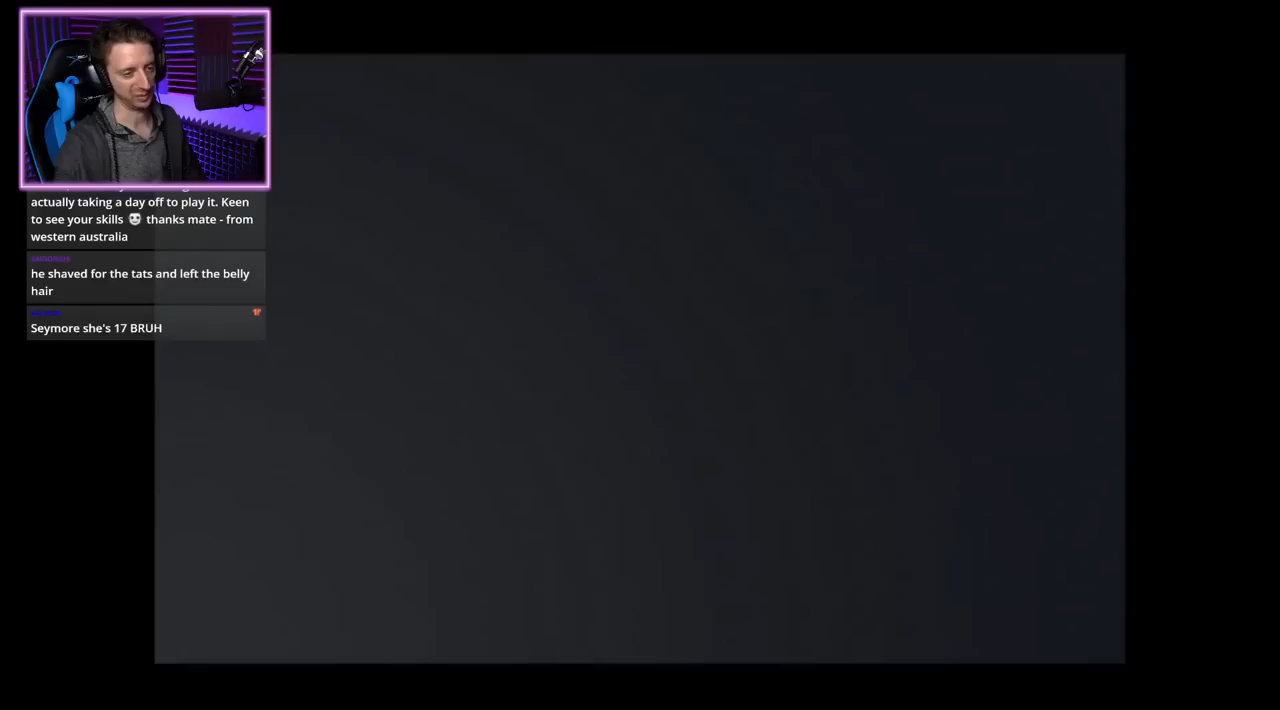 actually taking a day off to play it. Keen
to see your skills 💀 thanks mate - from
western australia
he shaved for the tats and left the belly
hair
Seymore she's 17 BRUH